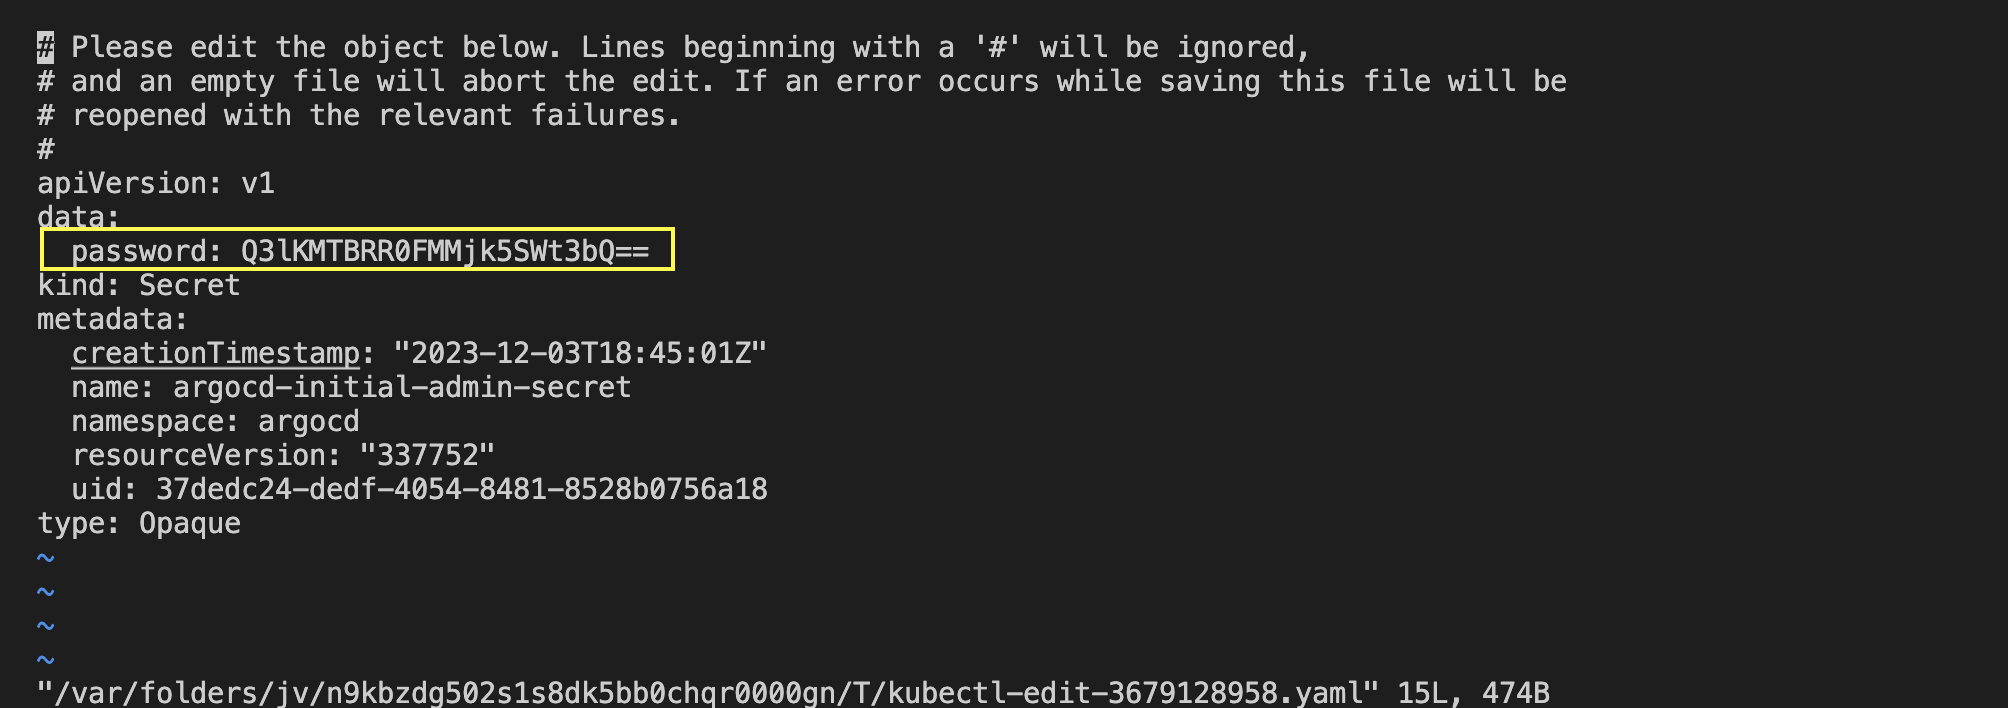 # Please edit the object below. Lines beginning with a '#' will be ignored,
# and an empty file will abort the edit. If an error occurs while saving this file will be
# reopened with the relevant failures.
#
apiVersion: v1
data:
  password: Q3lKMTBRR0FMMjk5SWt3bQ==
kind: Secret
metadata:
  creationTimestamp: "2023-12-03T18:45:01Z"
  name: argocd-initial-admin-secret
  namespace: argocd
  resourceVersion: "337752"
  uid: 37dedc24-dedf-4054-8481-8528b0756a18
type: Opaque
~
~
~
~
"/var/folders/jv/n9kbzdg502s1s8dk5bb0chqr0000gn/T/kubectl-edit-3679128958.yaml" 15L, 474B